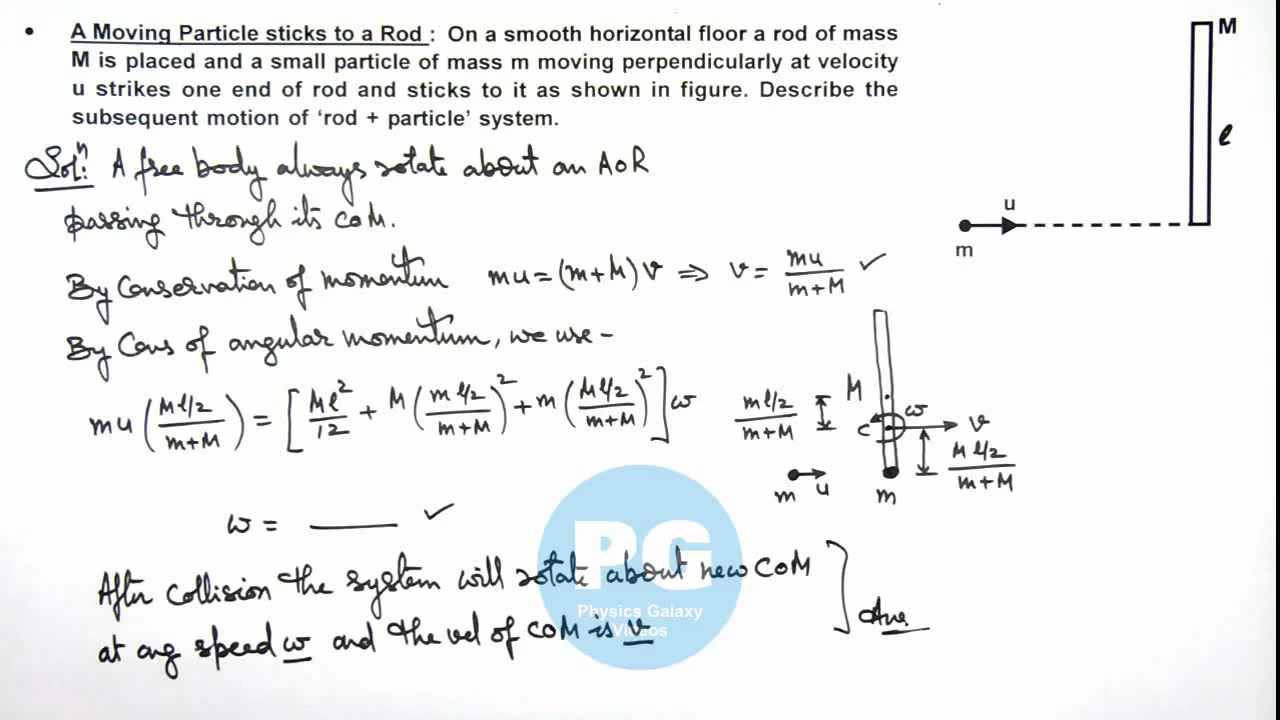 • A Moving Particle sticks to a Rod : On a smooth horizontal floor a rod of mass
M is placed and a small particle of mass m moving perpendicularly at velocity
u strikes one end of rod and sticks to it as shown in figure. Describe the
subsequent motion of ‘rod + particle’ system.
M
ℓ
u
m
Solⁿ: A free body always rotate about an AoR
passing through its coM.
By Conservation of momentum mu = (m+M) v ⇒ v = mu/(m+M) ✓
By Cons of angular momentum, we use –
mu ( (Mℓ/2)/(m+M) ) = [ Mℓ²/12 + M ( (mℓ/2)/(m+M) )² + m ( (Mℓ/2)/(m+M) )² ] ω
(mℓ/2)/(m+M)
M
ω
C
v
(Mℓ/2)/(m+M)
m u
m
ω = ——— ✓
After Collision the system will rotate about new COM
at ang speed ω and the vel of COM is v
Ans
PG
Physics Galaxy
Videos